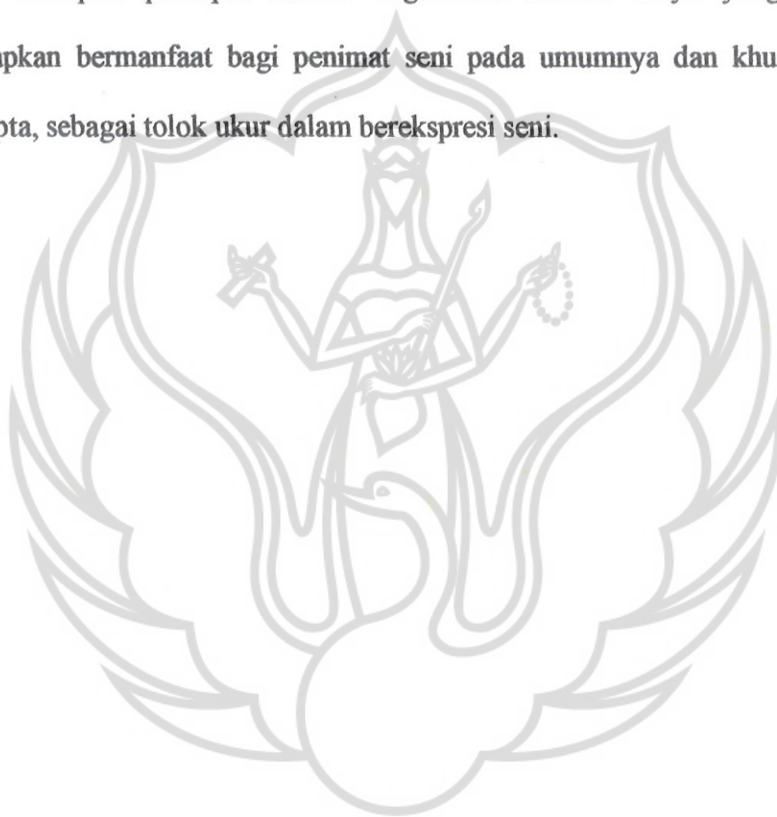 apkan bermanfaat bagi penimat seni pada umumnya dan khu
pta, sebagai tolok ukur dalam berekspresi seni.